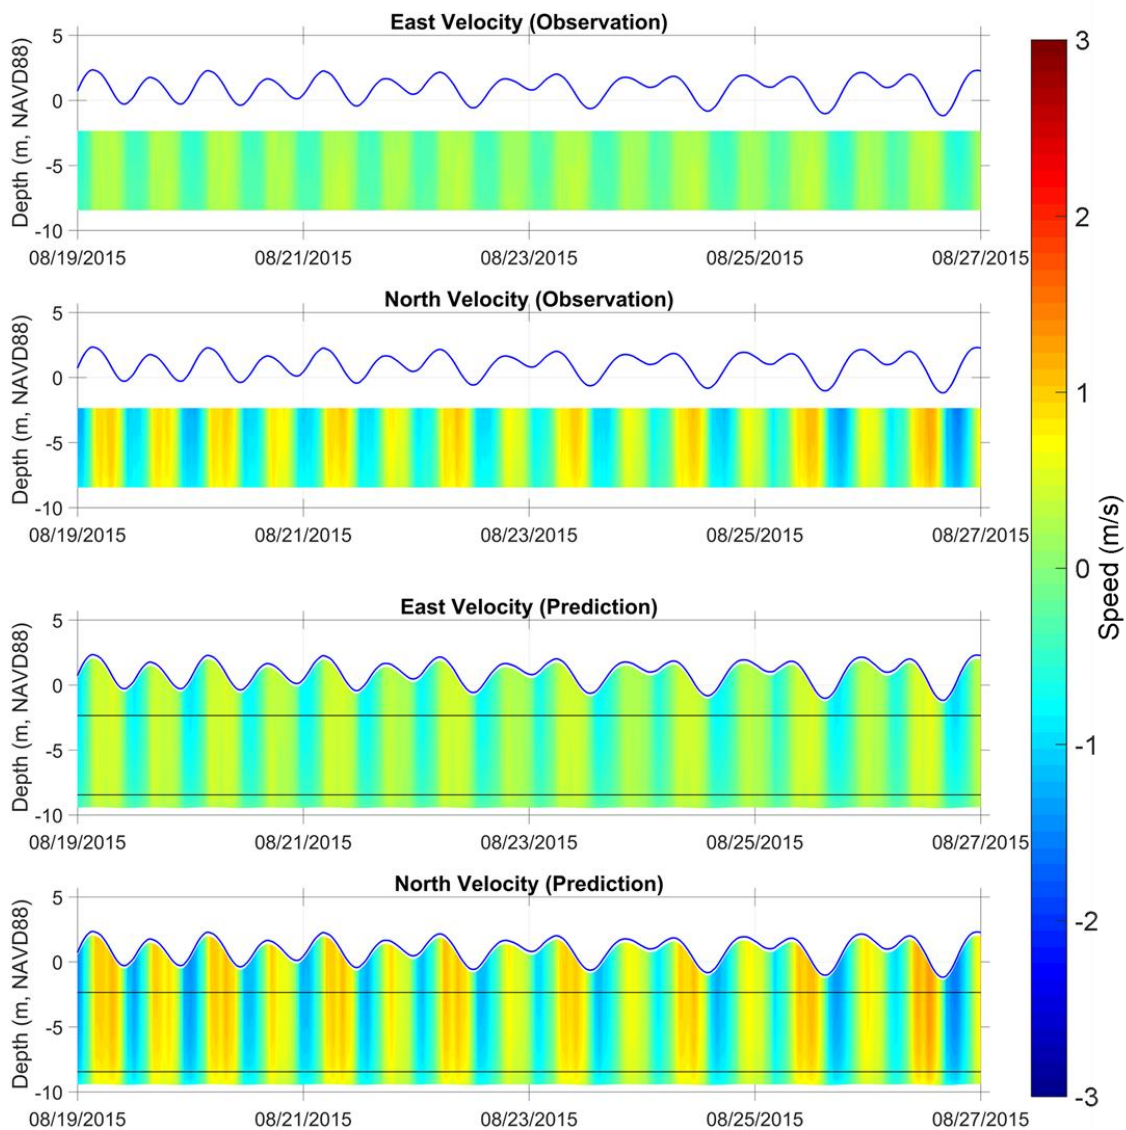 East Velocity (Observation)
5
0
-5
-10
Depth (m, NAVD88)
08/19/2015 08/21/2015 08/23/2015 08/25/2015 08/27/2015
North Velocity (Observation)
5
0
-5
-10
Depth (m, NAVD88)
08/19/2015 08/21/2015 08/23/2015 08/25/2015 08/27/2015
East Velocity (Prediction)
5
0
-5
-10
Depth (m, NAVD88)
08/19/2015 08/21/2015 08/23/2015 08/25/2015 08/27/2015
North Velocity (Prediction)
5
0
-5
-10
Depth (m, NAVD88)
08/19/2015 08/21/2015 08/23/2015 08/25/2015 08/27/2015
3
2
1
0
-1
-2
-3
Speed (m/s)